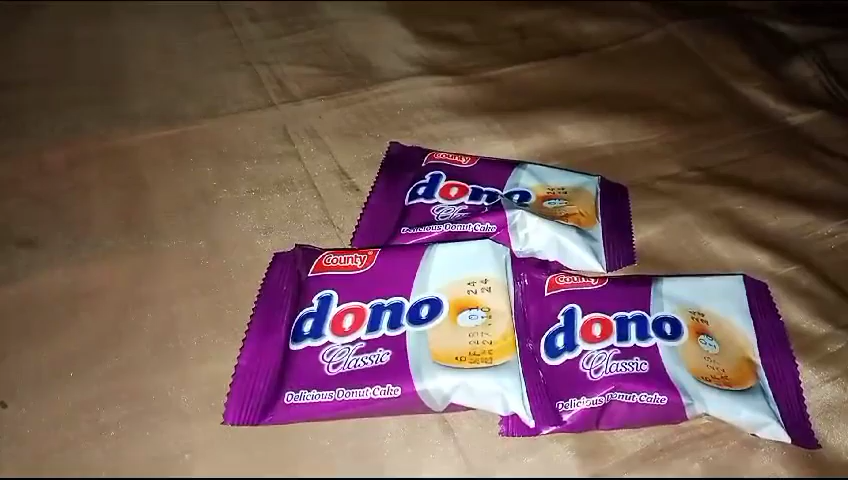 County
dono
Classic
Delicious Donut Cake
County
dono
Classic
Delicious Donut Cake
County
dono
Classic
Delicious Donut Cake